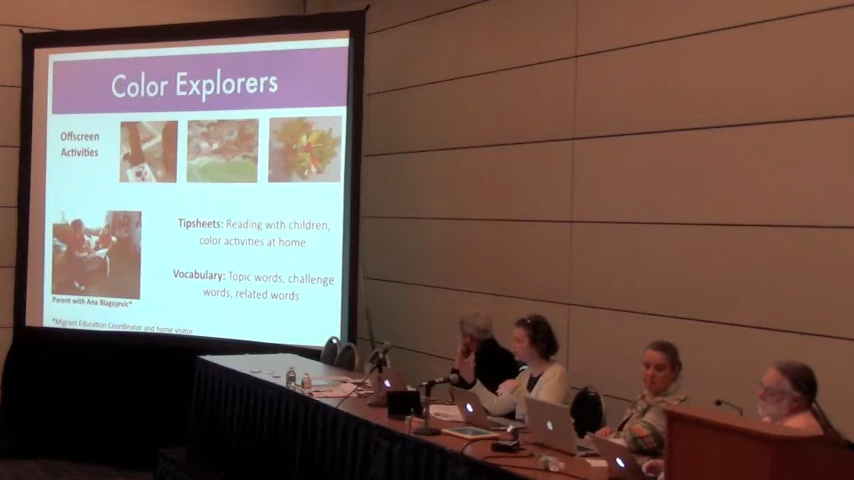 Color Explorers
Offscreen
Activities
Tipsheets: Reading with children,
color activities at home
Vocabulary: Topic words, challenge
words, related words
Parent with Ana Blagojevic*
*Migrant Education Coordinator and home visitor